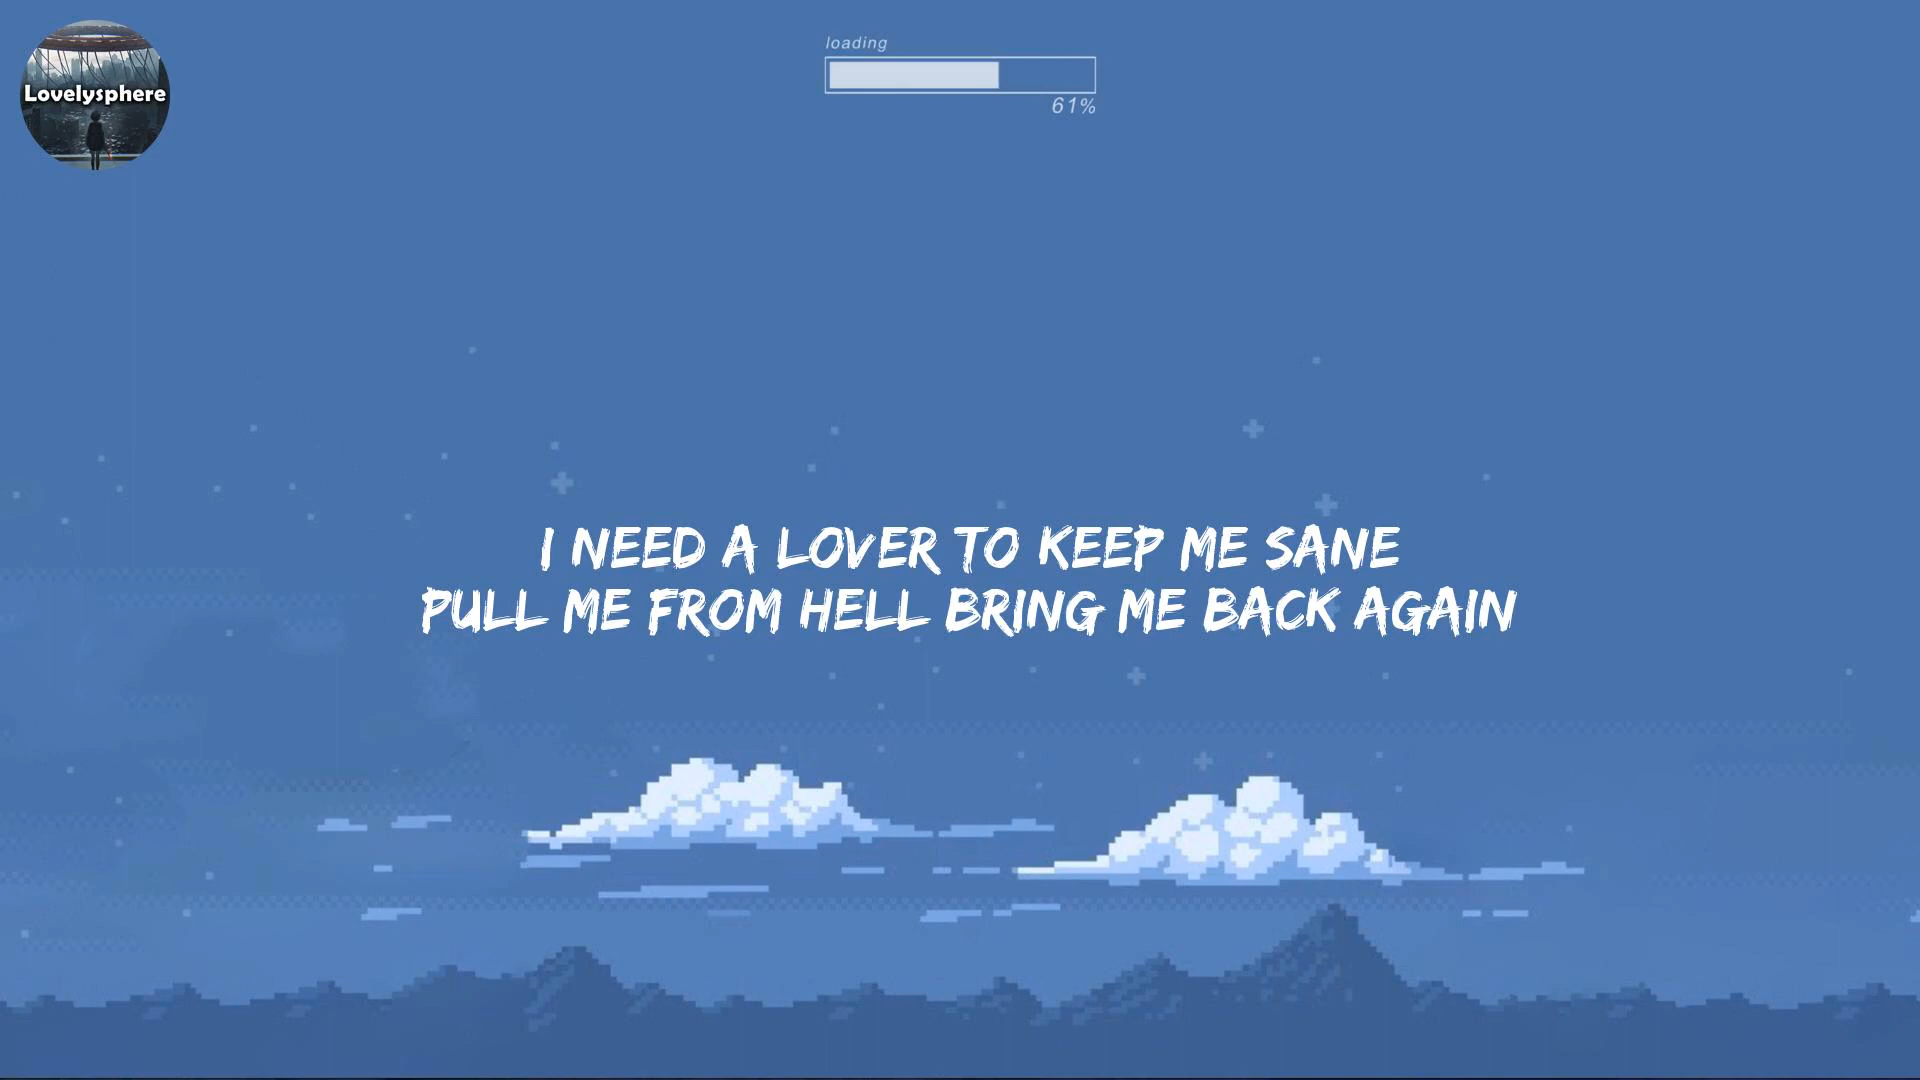 Lovelysphere
loading
61%
I NEED A LOVER TO KEEP ME SANE
PULL ME FROM HELL BRING ME BACK AGAIN